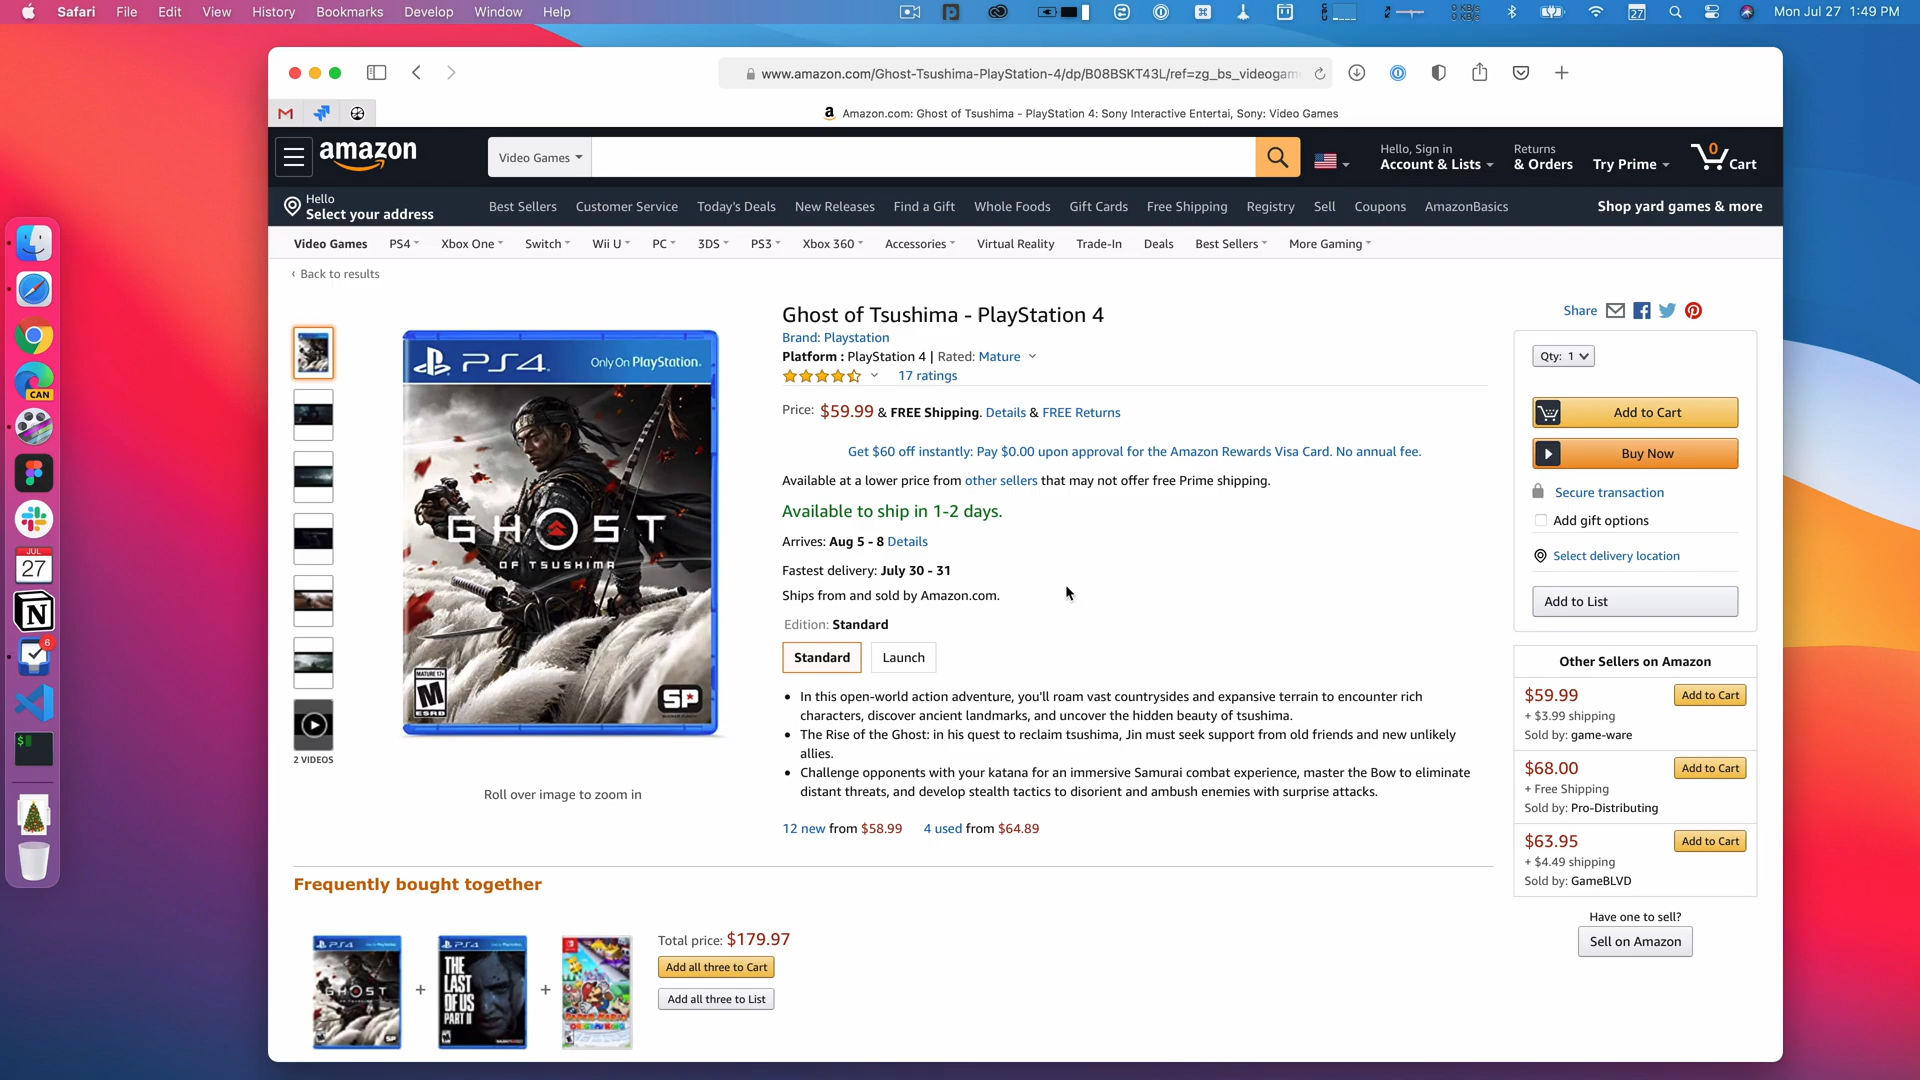 Safari File Edit View History Bookmarks Develop Window Help
Mon Jul 27 1:49 PM
www.amazon.com/Ghost-Tsushima-PlayStation-4/dp/B08BSKT43L/ref=zg_bs_videogam
Amazon.com: Ghost of Tsushima - PlayStation 4: Sony Interactive Entertai, Sony: Video Games
amazon
Video Games
Hello, Sign in
Account & Lists
Returns
& Orders
Try Prime
0
Cart
Hello
Select your address
Best Sellers Customer Service Today's Deals New Releases Find a Gift Whole Foods Gift Cards Free Shipping Registry Sell Coupons AmazonBasics
Shop yard games & more
Video Games PS4 Xbox One Switch Wii U PC 3DS PS3 Xbox 360 Accessories Virtual Reality Trade-In Deals Best Sellers More Gaming
‹ Back to results
2 VIDEOS
PS4
Only On PlayStation.
GHOST
OF TSUSHIMA
MATURE 17+
M
ESRB
SP
Roll over image to zoom in
Ghost of Tsushima - PlayStation 4
Brand: Playstation
Platform : PlayStation 4 | Rated: Mature
17 ratings
Price: $59.99 & FREE Shipping. Details & FREE Returns
Get $60 off instantly: Pay $0.00 upon approval for the Amazon Rewards Visa Card. No annual fee.
Available at a lower price from other sellers that may not offer free Prime shipping.
Available to ship in 1-2 days.
Arrives: Aug 5 - 8 Details
Fastest delivery: July 30 - 31
Ships from and sold by Amazon.com.
Edition: Standard
Standard
Launch
• In this open-world action adventure, you'll roam vast countrysides and expansive terrain to encounter rich
characters, discover ancient landmarks, and uncover the hidden beauty of tsushima.
• The Rise of the Ghost: in his quest to reclaim tsushima, Jin must seek support from old friends and new unlikely
allies.
• Challenge opponents with your katana for an immersive Samurai combat experience, master the Bow to eliminate
distant threats, and develop stealth tactics to disorient and ambush enemies with surprise attacks.
12 new from $58.99 4 used from $64.89
Share
Qty: 1
Add to Cart
Buy Now
Secure transaction
Add gift options
Select delivery location
Add to List
Other Sellers on Amazon
$59.99
Add to Cart
+ $3.99 shipping
Sold by: game-ware
$68.00
Add to Cart
+ Free Shipping
Sold by: Pro-Distributing
$63.95
Add to Cart
+ $4.49 shipping
Sold by: GameBLVD
Have one to sell?
Sell on Amazon
Frequently bought together
PS4
GHOST
+
PS4
THE
LAST
OF US
PART II
+
Total price: $179.97
Add all three to Cart
Add all three to List
CAN
JUL
27
6